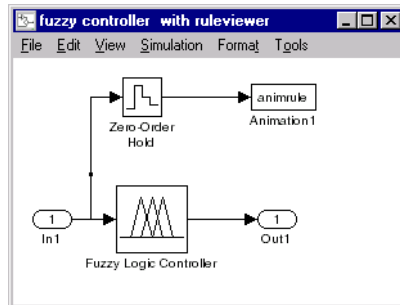 fuzzy controller with ruleviewer
File Edit View Simulation Format Tools
animrule
Zero-Order
Hold
Animation1
1
1
In1
Out1
Fuzzy Logic Controller